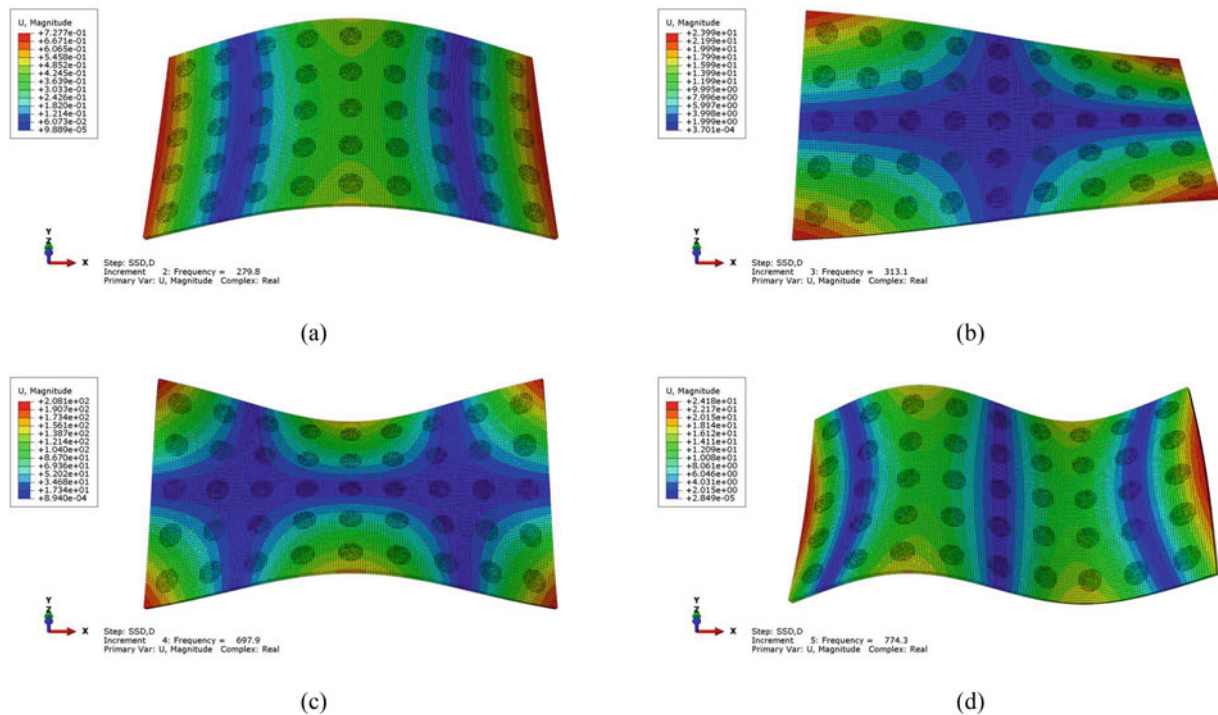 U, Magnitude
+7.277e-01
+6.671e-01
+6.065e-01
+5.458e-01
+4.852e-01
+4.245e-01
+3.639e-01
+3.033e-01
+2.426e-01
+1.820e-01
+1.214e-01
+6.073e-02
+9.889e-05
Y
Z
X
Step: SSD,D
Increment 2: Frequency = 279.8
Primary Var: U, Magnitude Complex: Real
(a)
U, Magnitude
+2.399e+01
+2.199e+01
+1.999e+01
+1.799e+01
+1.599e+01
+1.399e+01
+1.199e+01
+9.995e+00
+7.996e+00
+5.997e+00
+3.998e+00
+1.999e+00
+3.701e-04
Y
Z
X
Step: SSD,D
Increment 3: Frequency = 313.1
Primary Var: U, Magnitude Complex: Real
(b)
U, Magnitude
+2.081e+02
+1.907e+02
+1.734e+02
+1.561e+02
+1.387e+02
+1.214e+02
+1.040e+02
+8.670e+01
+6.936e+01
+5.202e+01
+3.468e+01
+1.734e+01
+8.940e-04
Y
Z
X
Step: SSD,D
Increment 4: Frequency = 697.9
Primary Var: U, Magnitude Complex: Real
(c)
U, Magnitude
+2.418e+01
+2.217e+01
+2.015e+01
+1.814e+01
+1.612e+01
+1.411e+01
+1.209e+01
+1.008e+01
+8.061e+00
+6.046e+00
+4.031e+00
+2.015e+00
+2.849e-05
Y
Z
X
Step: SSD,D
Increment 5: Frequency = 774.3
Primary Var: U, Magnitude Complex: Real
(d)